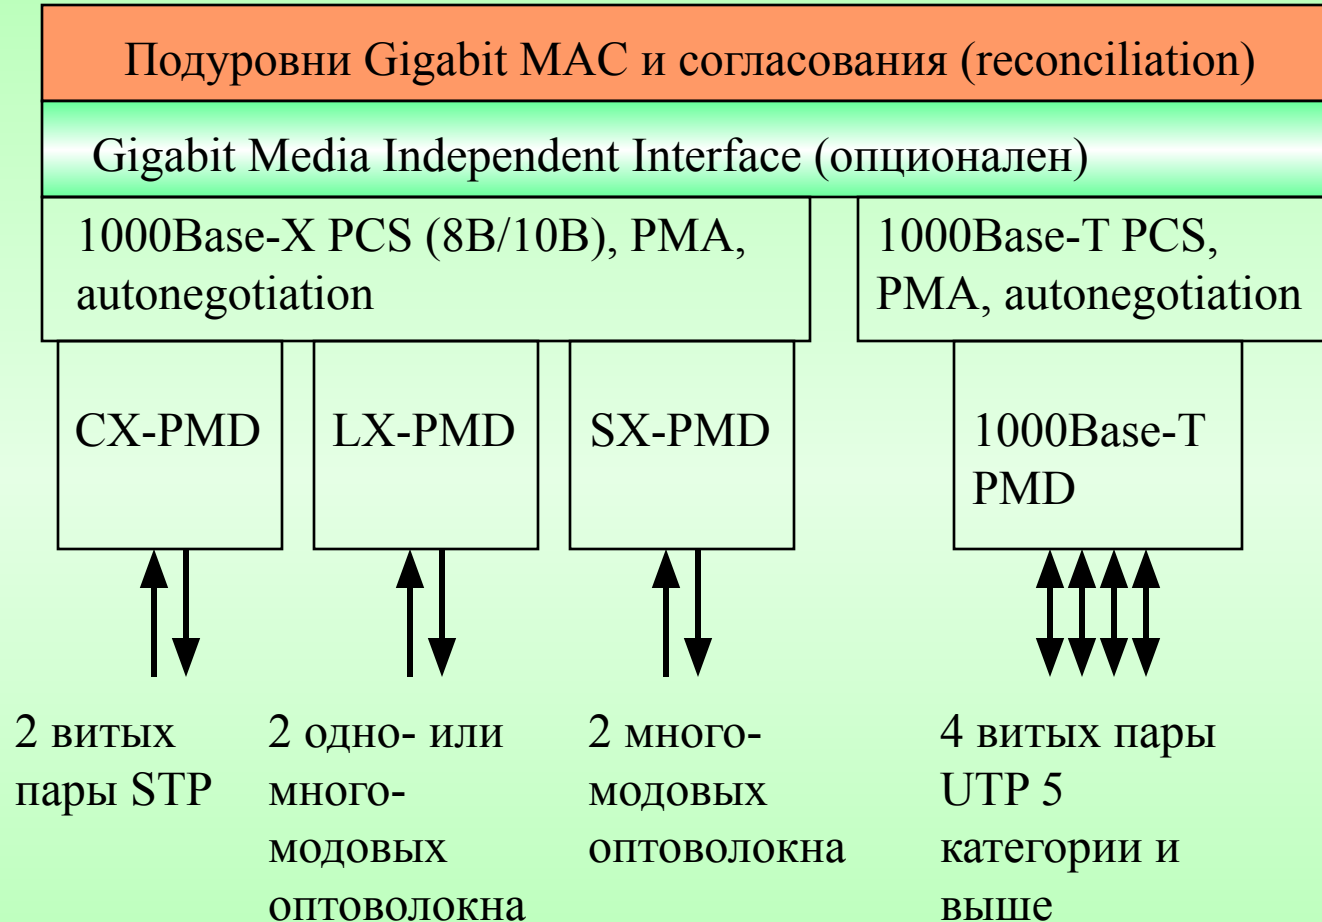 Подуровни Gigabit MAC и согласования (reconciliation)
Gigabit Media Independent Interface (опционален)
1000Base-X PCS (8B/10B), PMA,
autonegotiation
1000Base-T PCS,
PMA, autonegotiation
CX-PMD
LX-PMD
SX-PMD
1000Base-T
PMD
2 витых
пары STP
2 одно- или
много-
модовых
оптоволокна
2 много-
модовых
оптоволокна
4 витых пары
UTP 5
категории и
выше